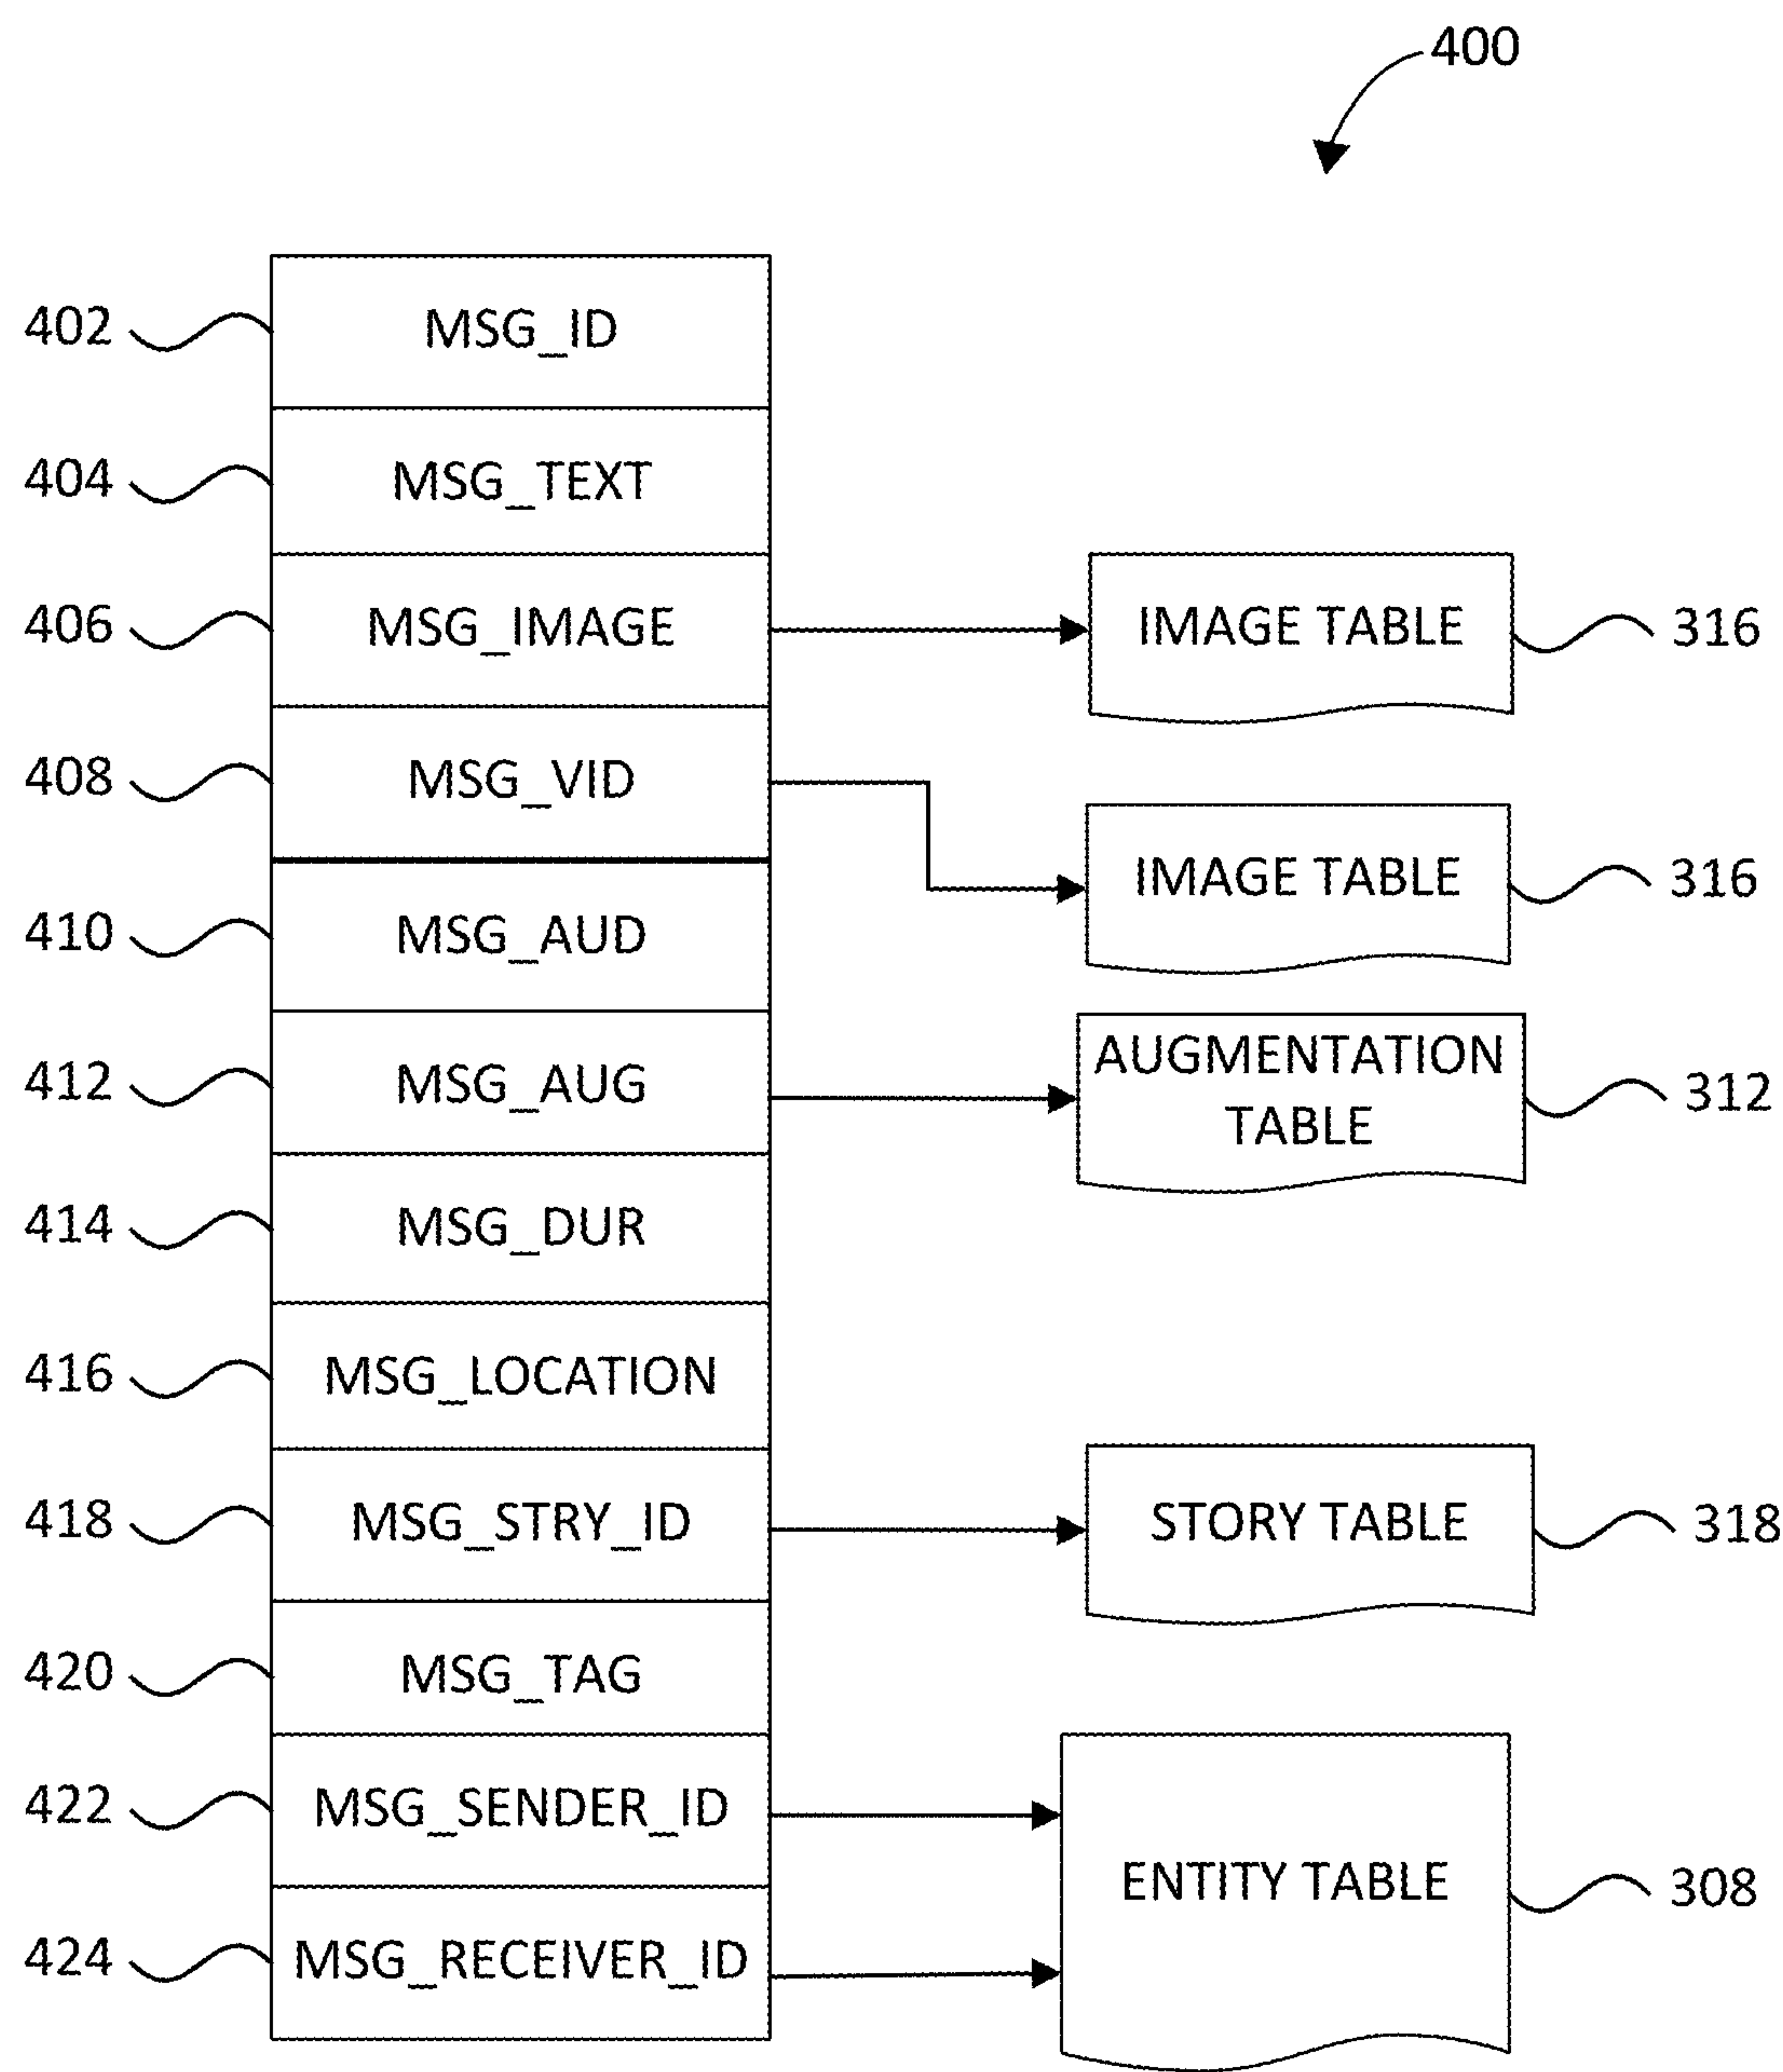 400
402 MSG_ID
404 MSG_TEXT
406 MSG_IMAGE IMAGE TABLE 316
408 MSG_VID
IMAGE TABLE 316
410 MSG_AUD
412 MSG_AUG
AUGMENTATION
TABLE
312
414 MSG_DUR
416 MSG_LOCATION
418 MSG_STRY_ID STORY TABLE 318
420 MSG_TAG
422 MSG_SENDER_ID
ENTITY TABLE 308
424 MSG_RECEIVER_ID